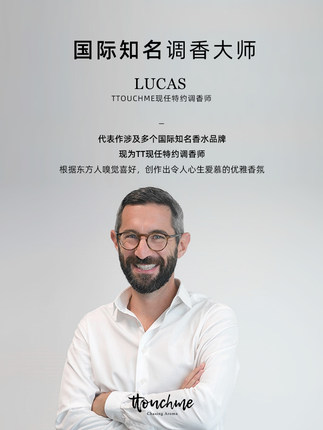 国际知名调香大师
LUCAS
TTOUCHME现任特约调香师
—
代表作涉及多个国际知名香水品牌
现为TT现任特约调香师
根据东方人嗅觉喜好，创作出令人心生爱慕的优雅香氛
ttouchme
Chasing Aroma